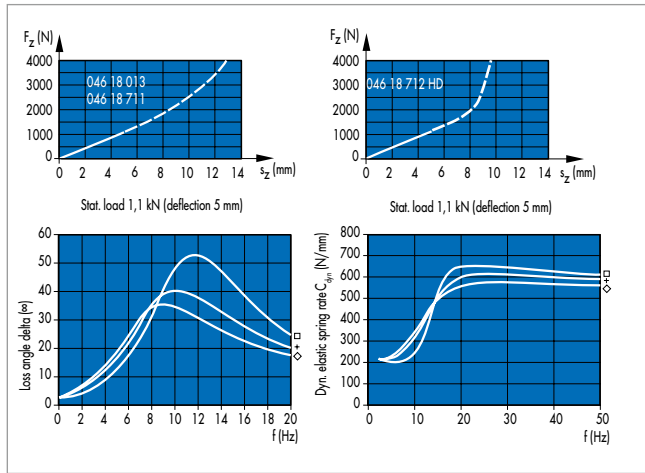 F_z (N)
4000
3000
2000
1000
0
046 18 013
046 18 711
0 2 4 6 8 10 12 14
s_z (mm)
F_z (N)
4000
3000
2000
1000
0
046 18 712 HD
0 2 4 6 8 10 12 14
s_z (mm)
Stat. load 1,1 kN (deflection 5 mm)
Loss angle delta (∞)
60
50
40
30
20
10
0
0 2 4 6 8 10 12 14 16 18 20
f (Hz)
□
+
◇
Stat. load 1,1 kN (deflection 5 mm)
Dyn. elastic spring rate C_dyn (N/mm)
800
700
600
500
400
300
200
100
0
0 10 20 30 40 50
f (Hz)
□
+
◇